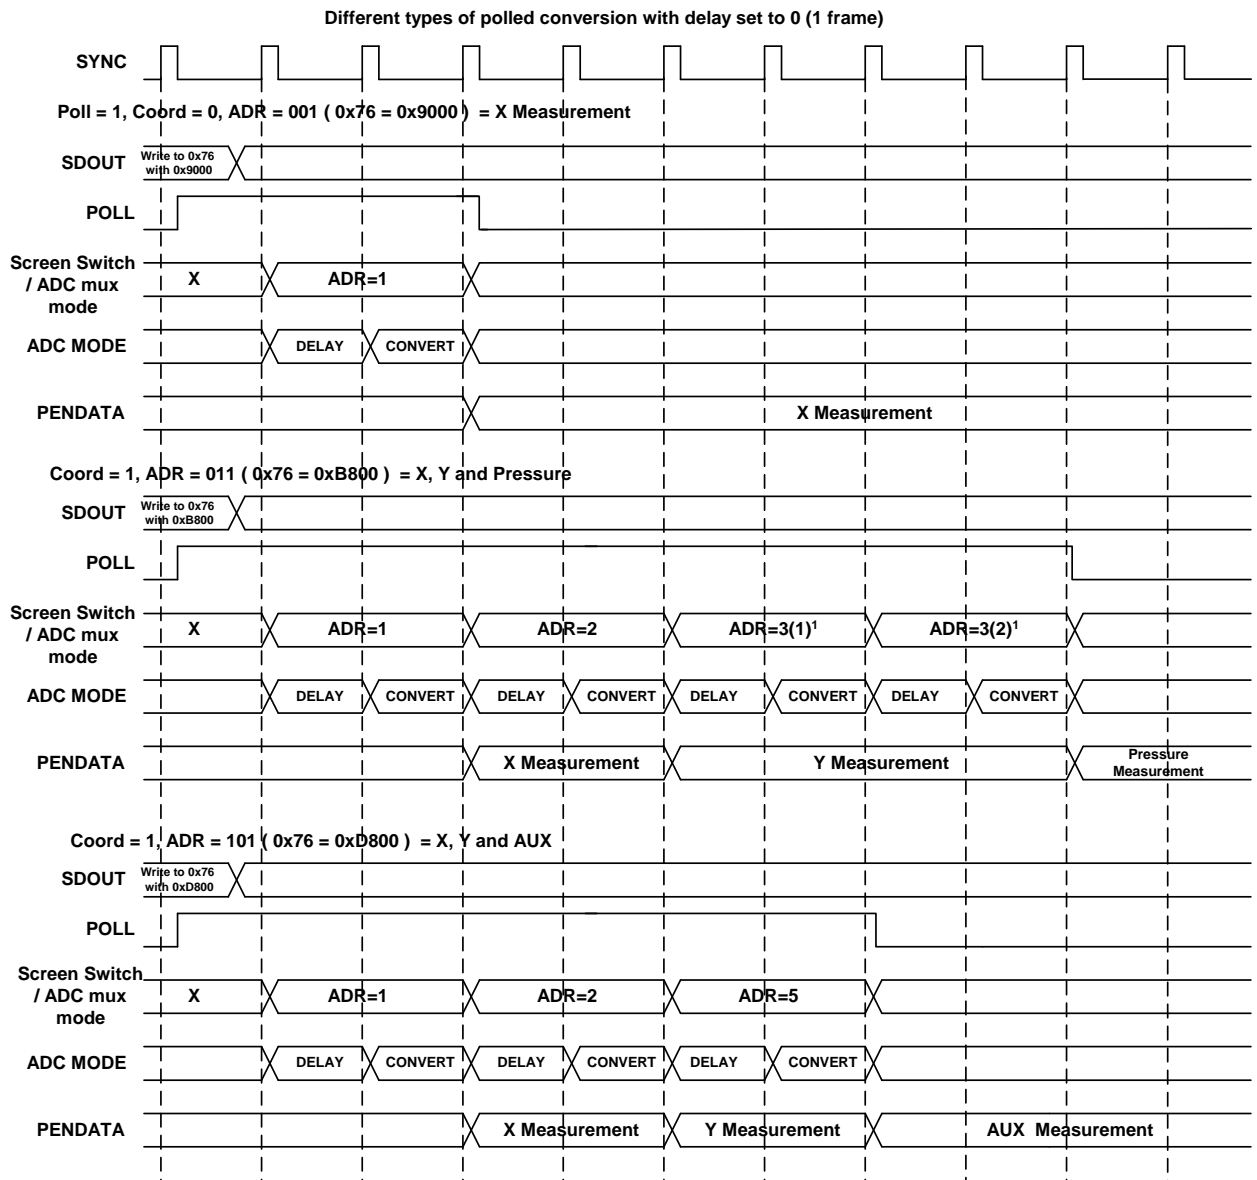 Different types of polled conversion with delay set to 0 (1 frame)
SYNC
Poll = 1, Coord = 0, ADR = 001 ( 0x76 = 0x9000 ) = X Measurement
SDOUT
Write to 0x76
with 0x9000
POLL
Screen Switch
/ ADC mux
mode
X
ADR=1
ADC MODE
DELAY
CONVERT
PENDATA
X Measurement
Coord = 1, ADR = 011 ( 0x76 = 0xB800 ) = X, Y and Pressure
SDOUT
Write to 0x76
with 0xB800
POLL
Screen Switch
/ ADC mux
mode
X
ADR=1
ADR=2
ADR=3(1)¹
ADR=3(2)¹
ADC MODE
DELAY
CONVERT
DELAY
CONVERT
DELAY
CONVERT
DELAY
CONVERT
PENDATA
X Measurement
Y Measurement
Pressure
Measurement
Coord = 1, ADR = 101 ( 0x76 = 0xD800 ) = X, Y and AUX
SDOUT
Write to 0x76
with 0xD800
POLL
Screen Switch
/ ADC mux
mode
X
ADR=1
ADR=2
ADR=5
ADC MODE
DELAY
CONVERT
DELAY
CONVERT
DELAY
CONVERT
PENDATA
X Measurement
Y Measurement
AUX Measurement